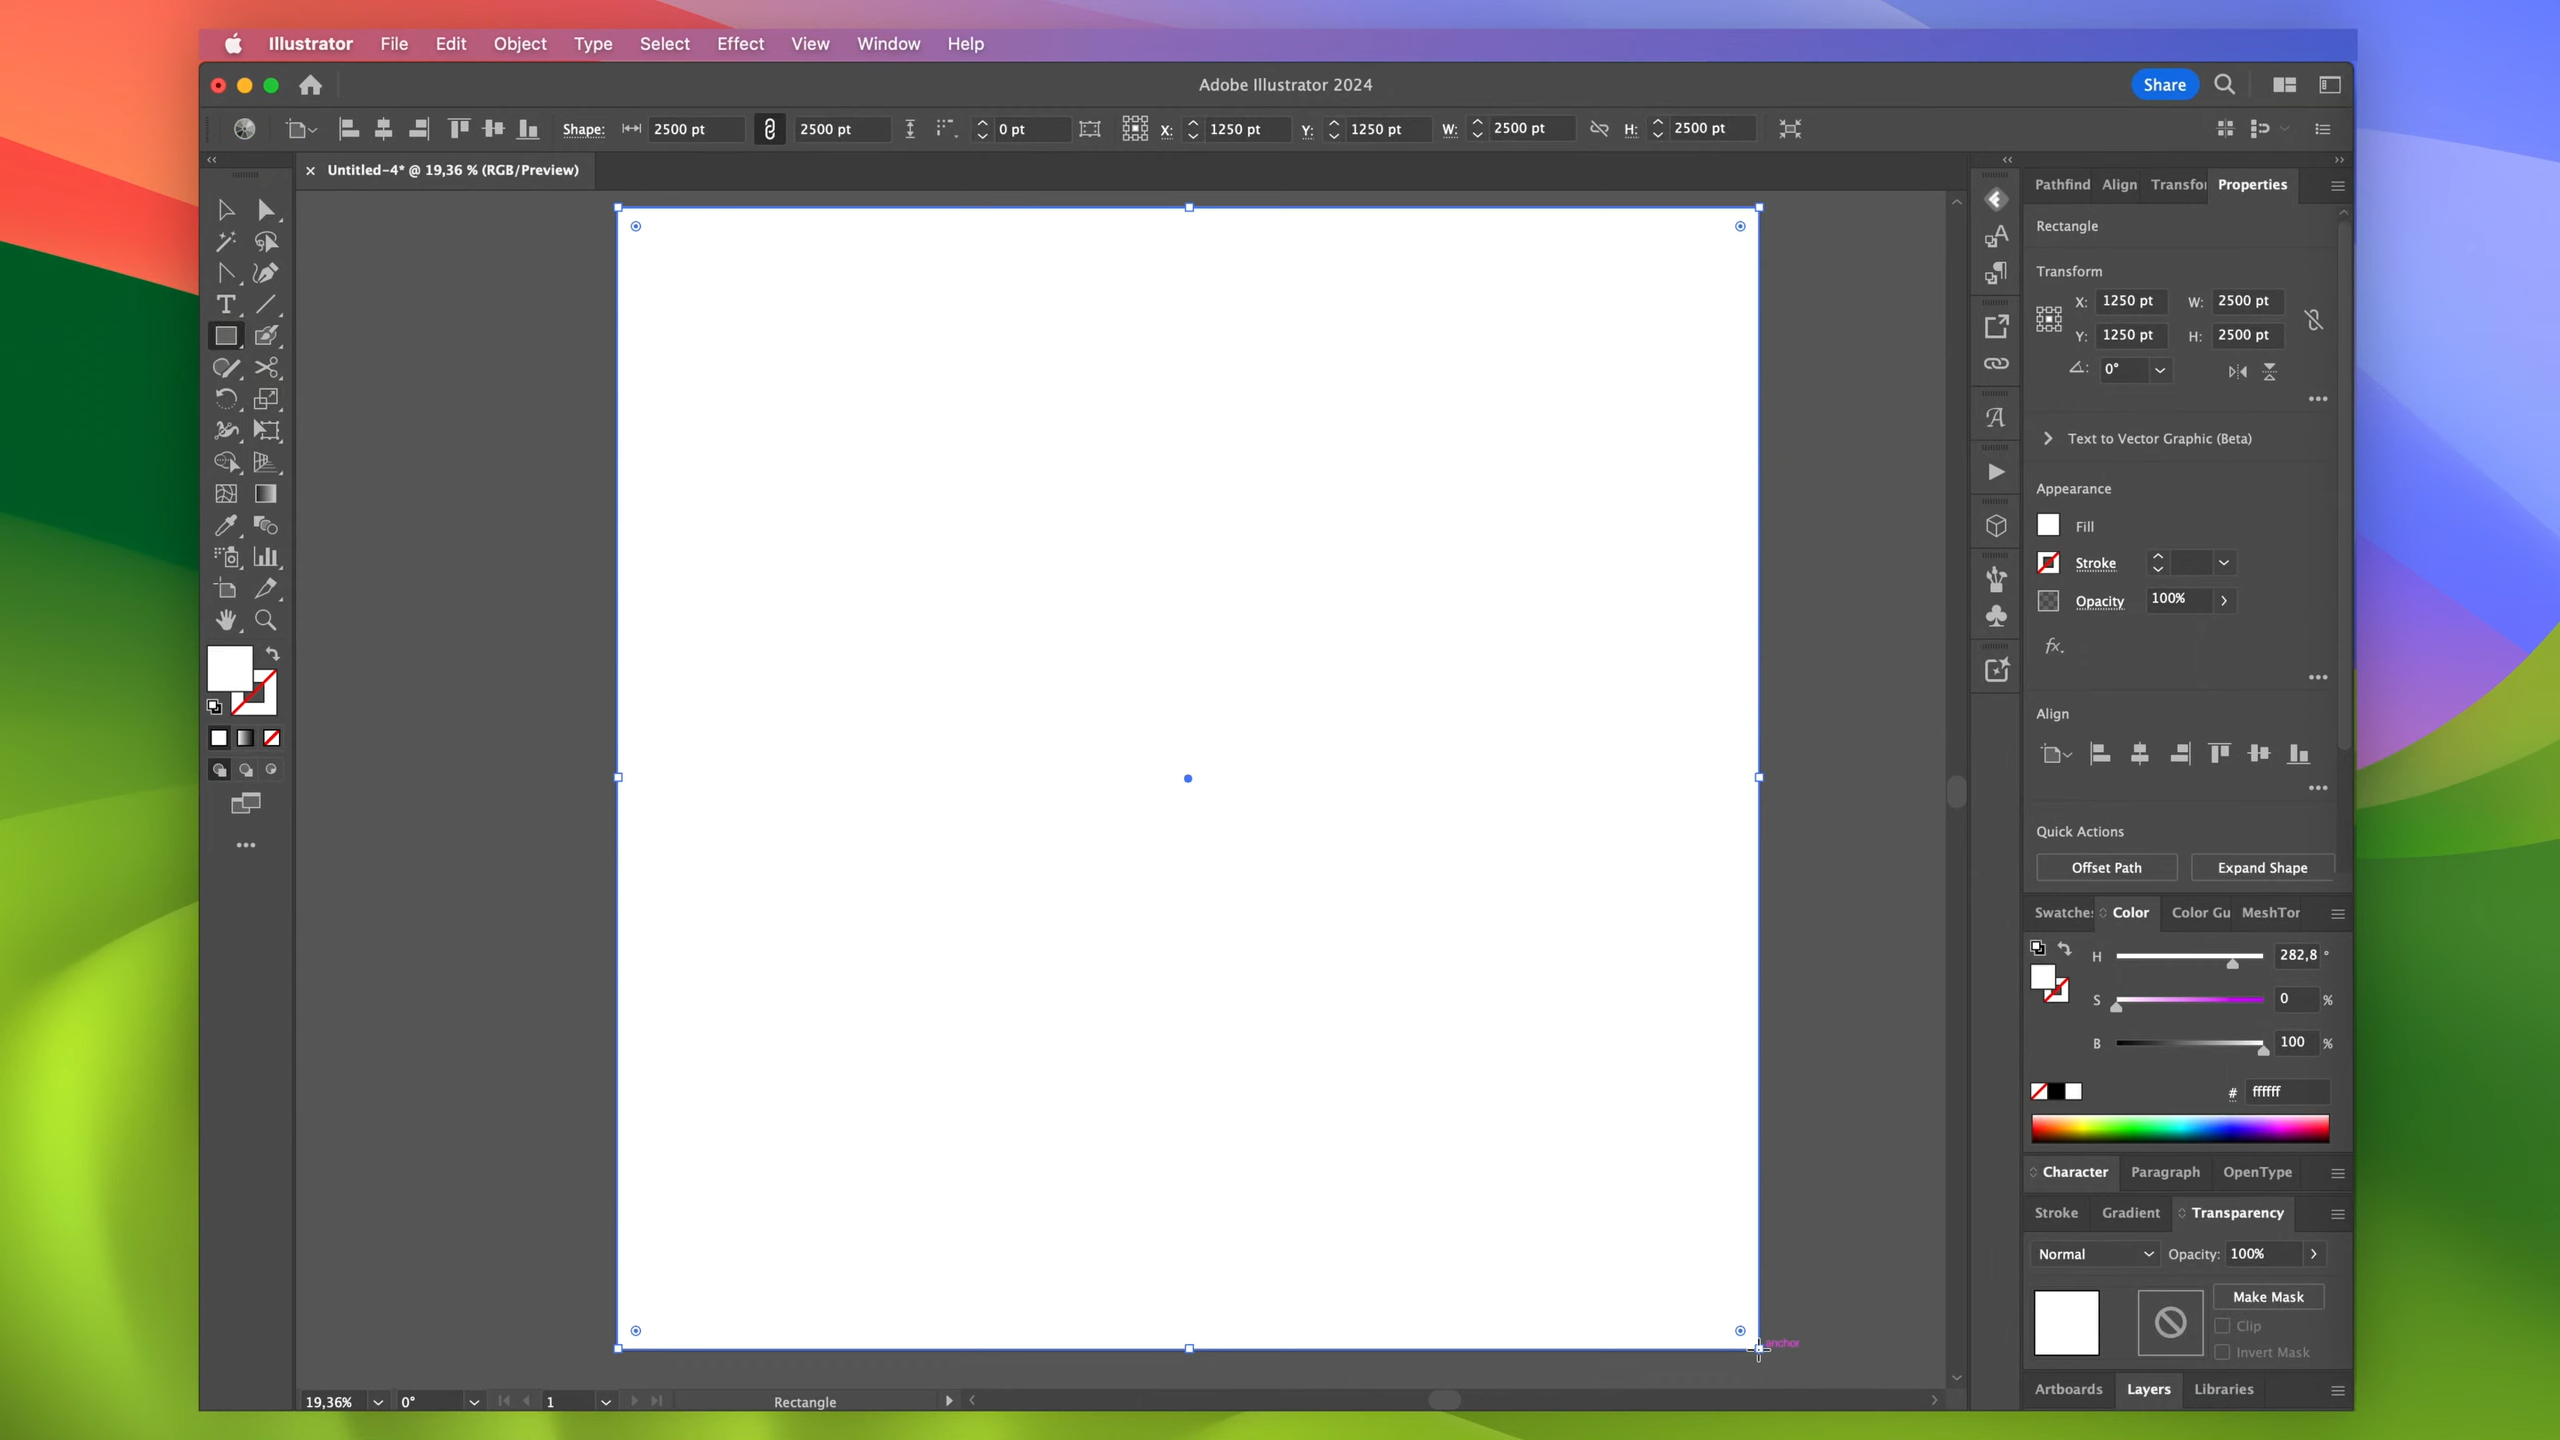 Illustrator File Edit Object Type Select Effect View Window Help
Adobe Illustrator 2024
Share
Shape: 2500 pt 2500 pt 0 pt X: 1250 pt Y: 1250 pt W: 2500 pt H: 2500 pt
Untitled-4* @ 19,36 % (RGB/Preview)
Pathfind Align Transfor Properties
Rectangle
Transform
X: 1250 pt W: 2500 pt
Y: 1250 pt H: 2500 pt
0°
Text to Vector Graphic (Beta)
Appearance
Fill
Stroke
Opacity 100%
fx.
Align
Quick Actions
Offset Path Expand Shape
Swatches Color Color Gu MeshTor
H 282,8 °
S 0 %
B 100 %
# ffffff
Character Paragraph OpenType
Stroke Gradient Transparency
Normal Opacity: 100%
Make Mask
Clip
Invert Mask
anchor
Artboards Layers Libraries
19,36% 0° 1 Rectangle